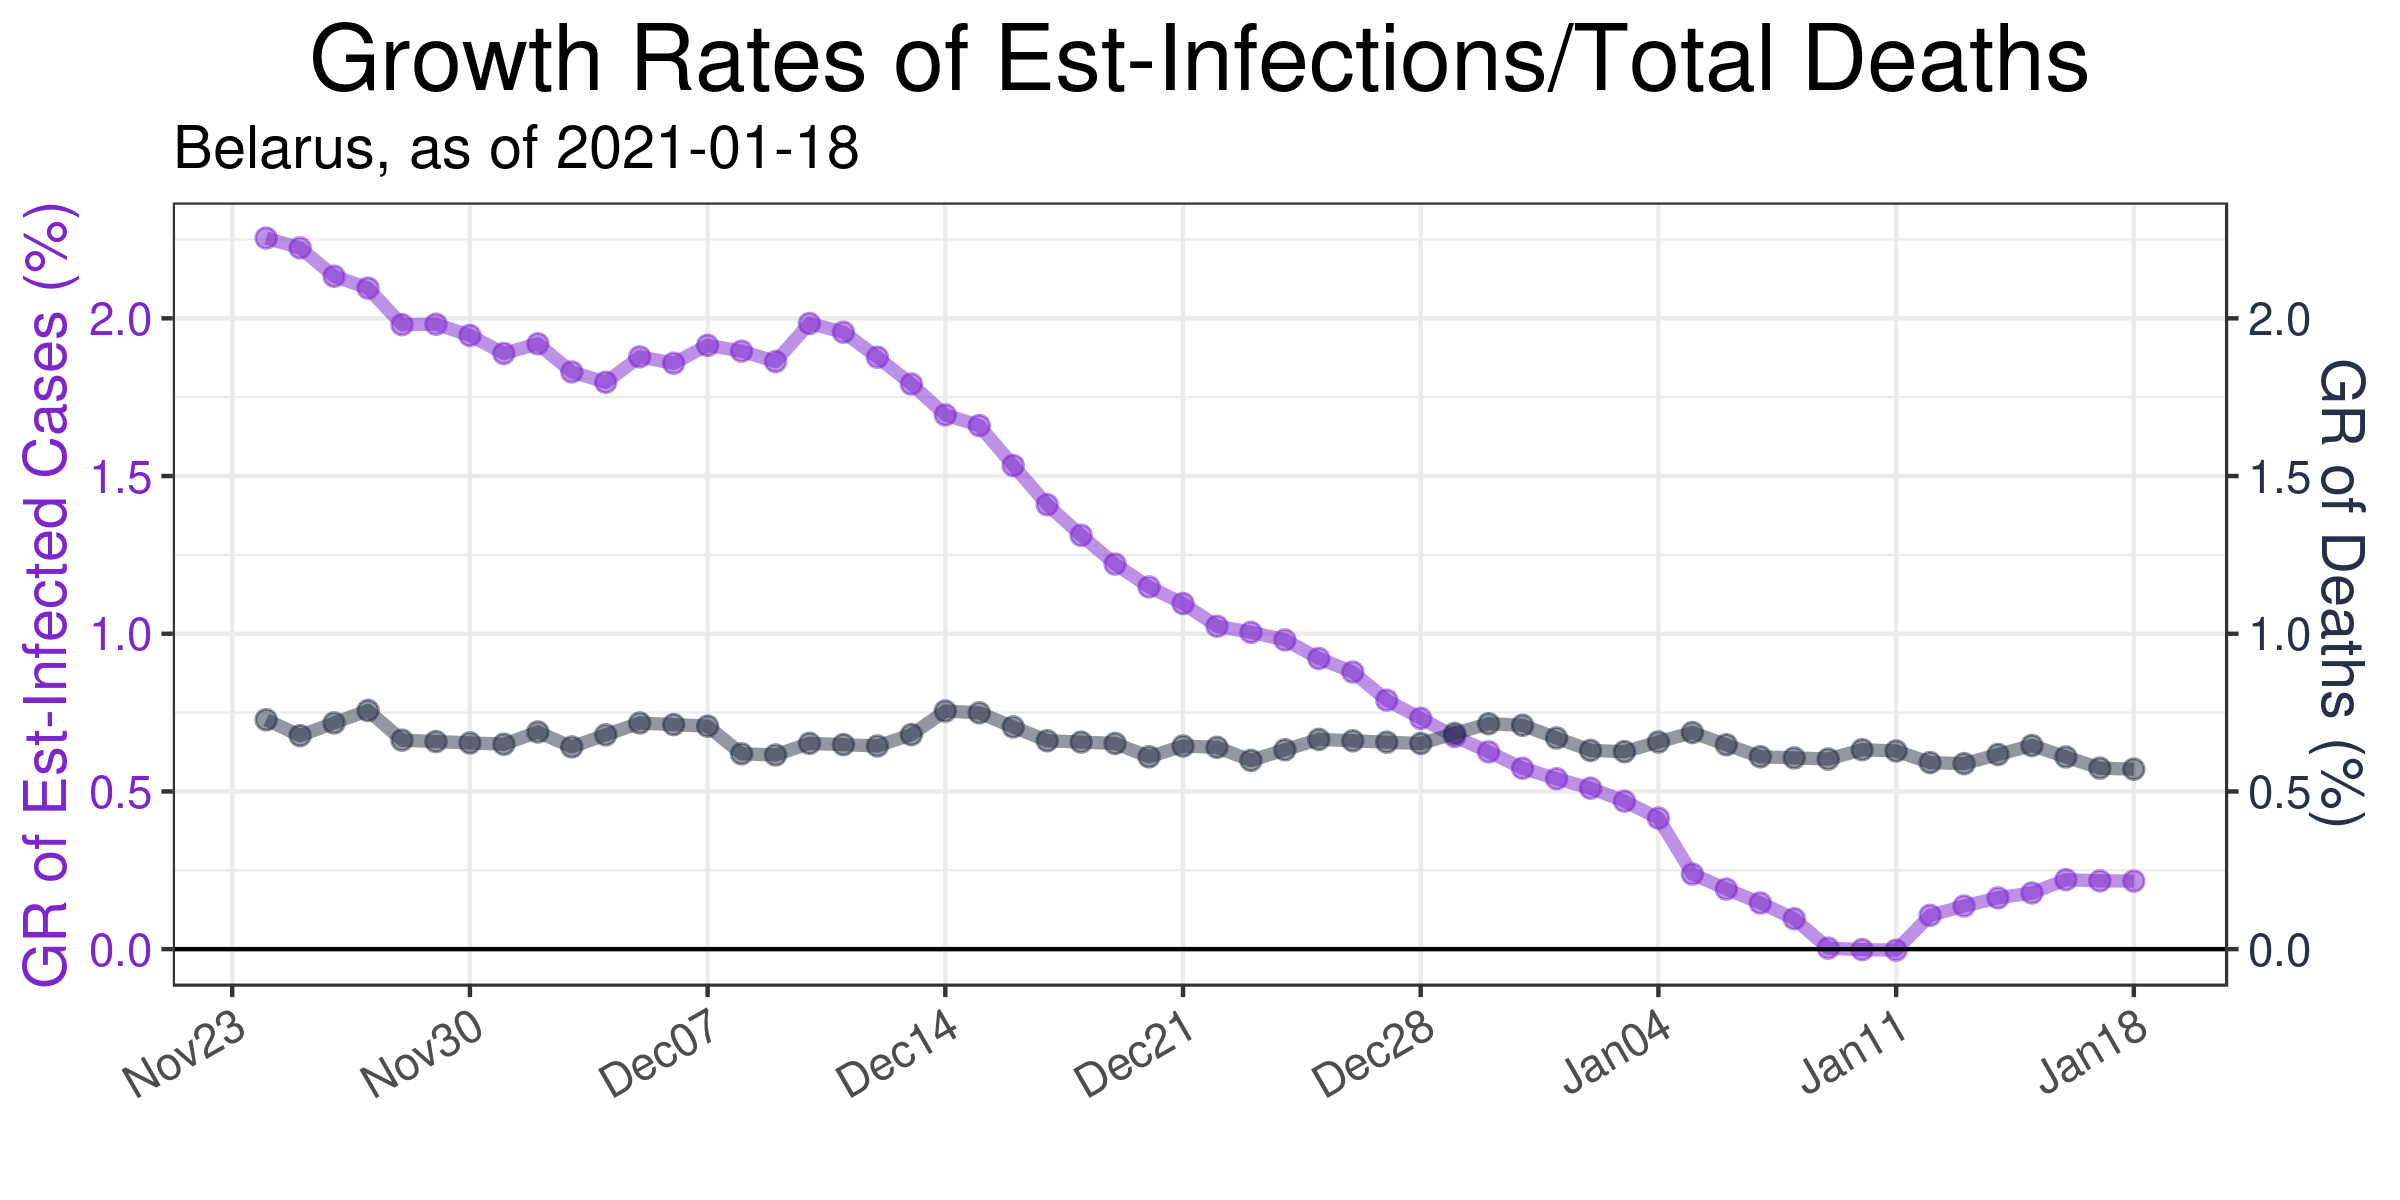 Growth Rates of Est-Infections/Total Deaths
Belarus, as of 2021-01-18
GR of Est-Infected Cases (%)
2.0
1.5
1.0
0.5
0.0
2.0
1.5
1.0
0.5
0.0
GR of Deaths (%)
Nov23
Nov30
Dec07
Dec14
Dec21
Dec28
Jan04
Jan11
Jan18